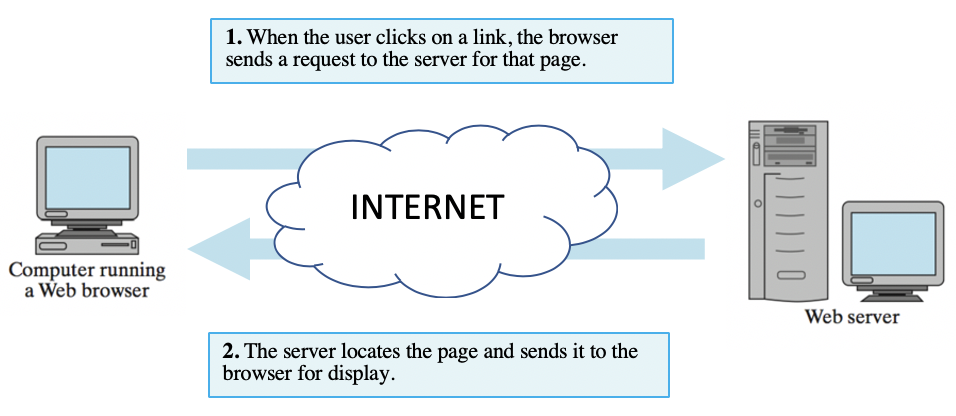 1. When the user clicks on a link, the browser
sends a request to the server for that page.
INTERNET
Computer running
a Web browser
Web server
2. The server locates the page and sends it to the
browser for display.